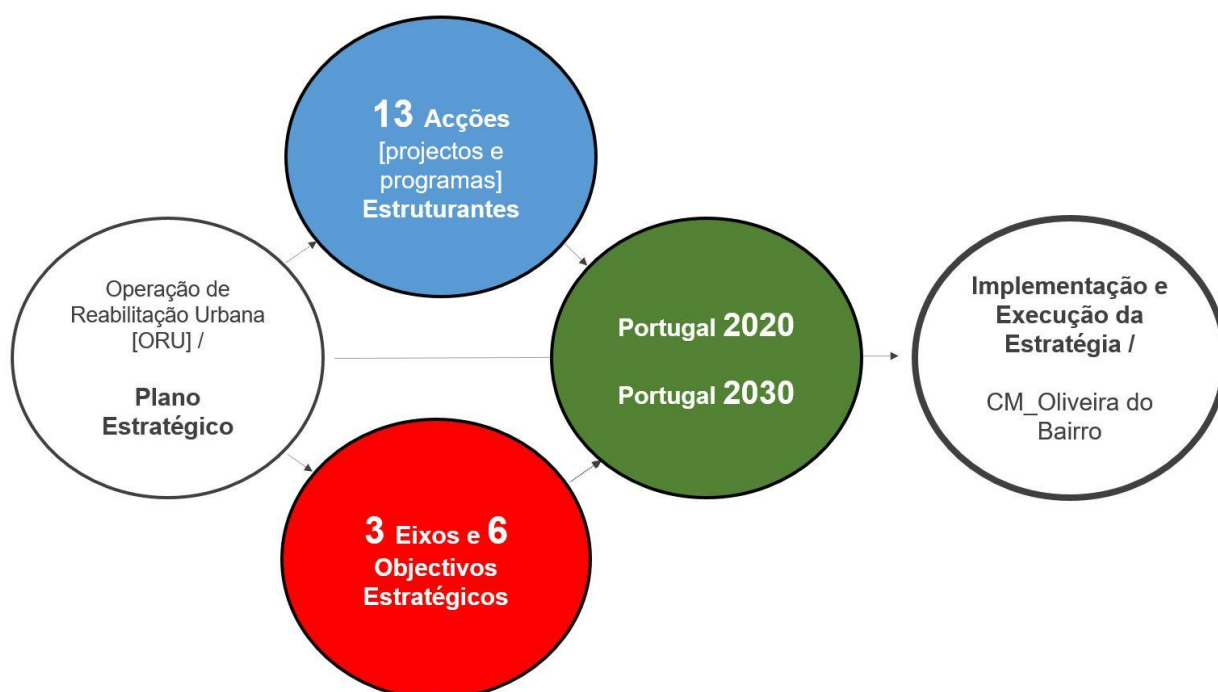 13 Acções
[projectos e
programas]
Estruturantes
Operação de
Reabilitação Urbana
[ORU] /
Plano
Estratégico
3 Eixos e 6
Objectivos
Estratégicos
Portugal 2020
Portugal 2030
Implementação e
Execução da
Estratégia /
CM_Oliveira do
Bairro